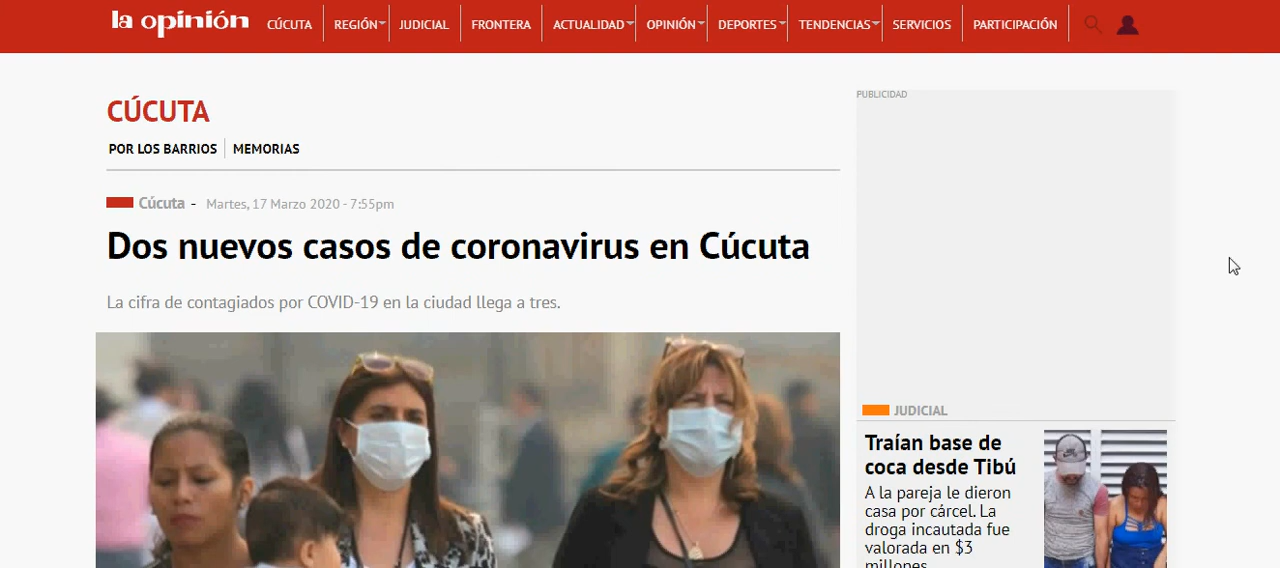 la opinión CÚCUTA REGIÓN JUDICIAL FRONTERA ACTUALIDAD OPINIÓN DEPORTES TENDENCIAS SERVICIOS PARTICIPACIÓN
CÚCUTA
POR LOS BARRIOS MEMORIAS
Cúcuta - Martes, 17 Marzo 2020 - 7:55pm
Dos nuevos casos de coronavirus en Cúcuta
La cifra de contagiados por COVID-19 en la ciudad llega a tres.
PUBLICIDAD
JUDICIAL
Traían base de
coca desde Tibú
A la pareja le dieron
casa por cárcel. La
droga incautada fue
valorada en $3
millones